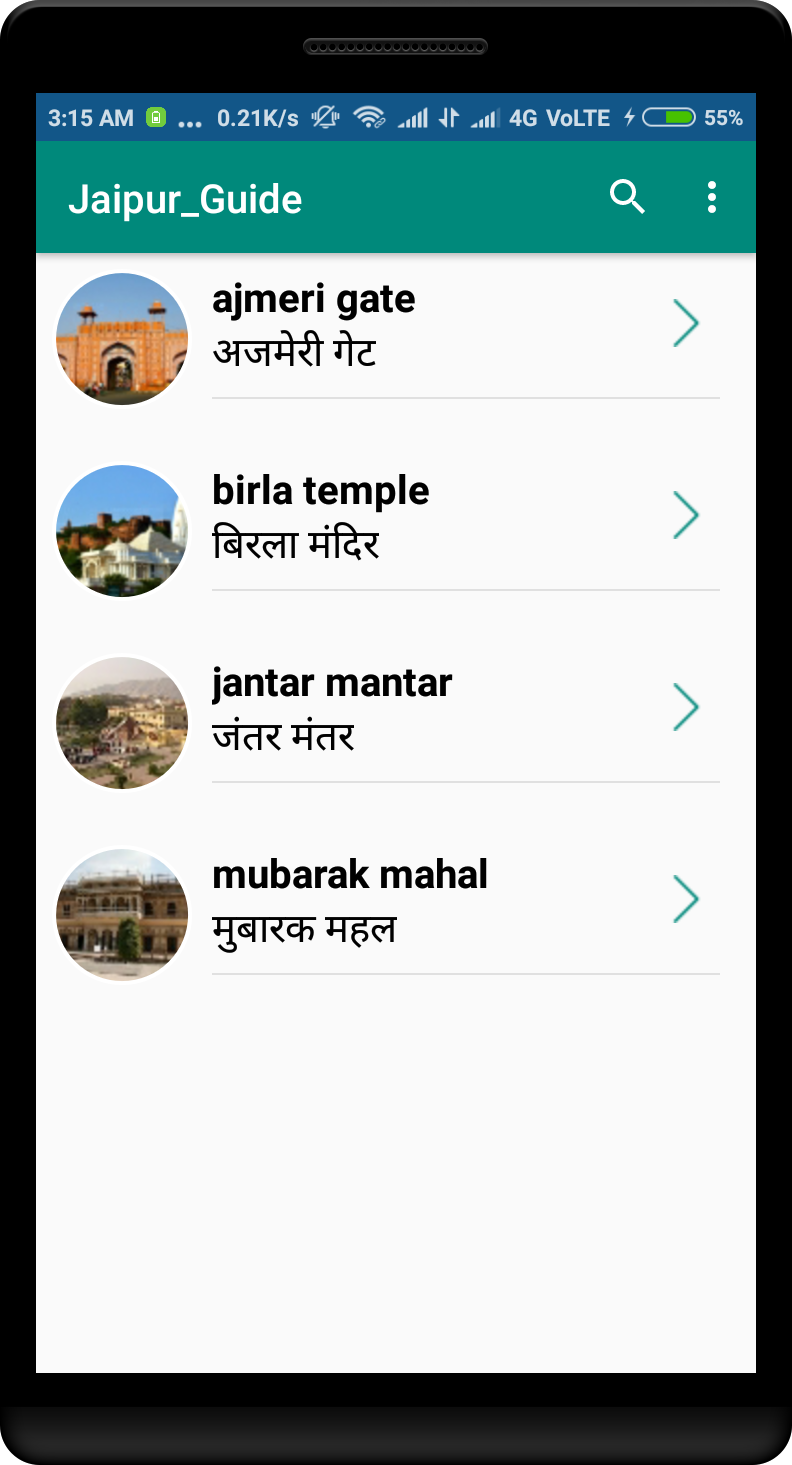 3:15 AM ... 0.21K/s 4G VoLTE 55%
Jaipur_Guide
ajmeri gate
अजमेरी गेट
birla temple
बिरला मंदिर
jantar mantar
जंतर मंतर
mubarak mahal
मुबारक महल